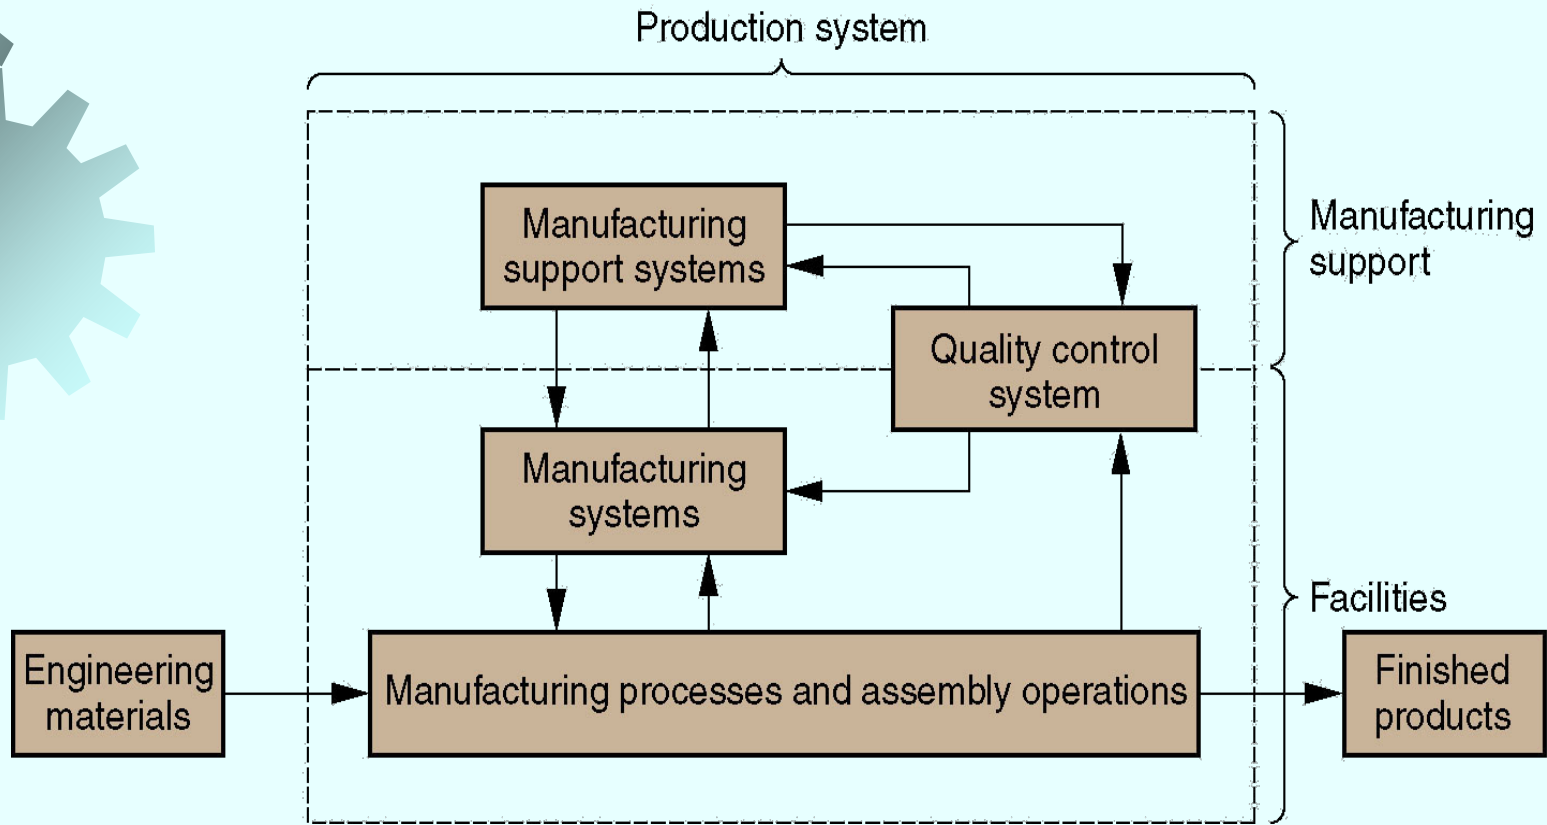 Production system
Manufacturing
support systems
Manufacturing
support
Quality control
system
Manufacturing
systems
Facilities
Engineering
materials
Manufacturing processes and assembly operations
Finished
products